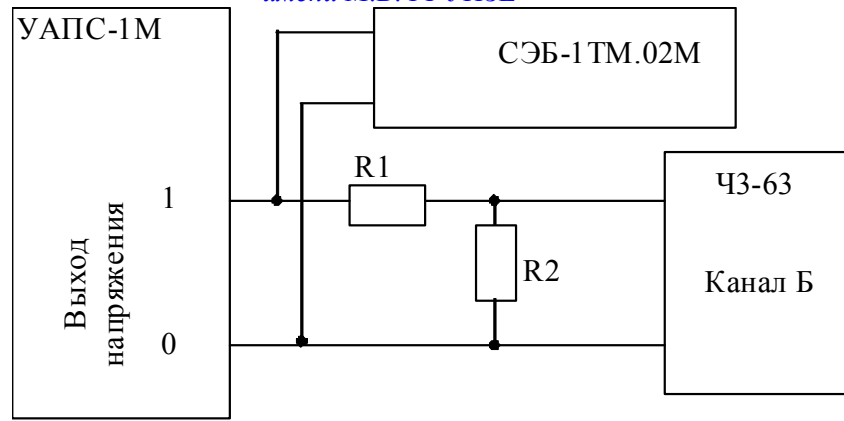 УАПС-1М
СЭБ-1ТМ.02М
R1
Ч3-63
1
R2
Канал Б
Выход
напряжения
0